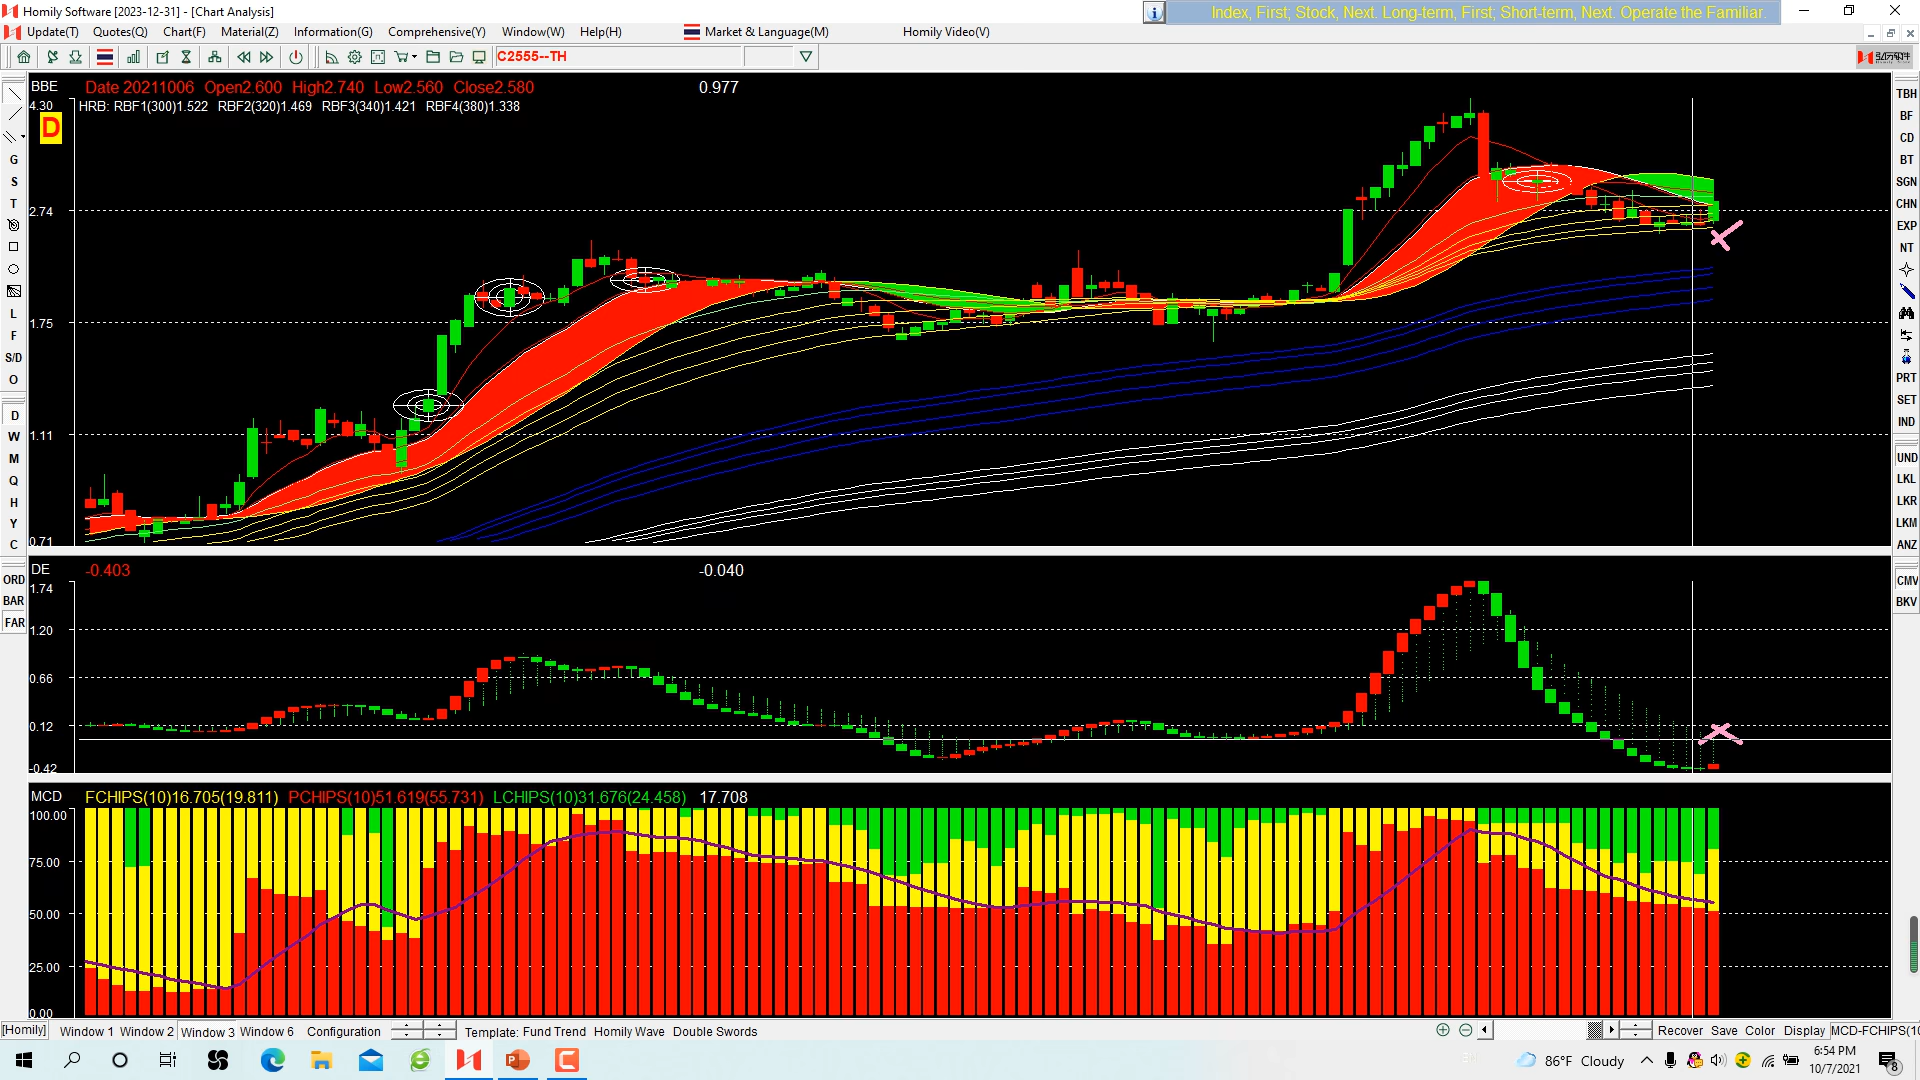 Homily Software [2023-12-31] - [Chart Analysis]
Index, First; Stock, Next. Long-term, First; Short-term, Next. Operate the Familiar
Update(T) Quotes(Q) Chart(F) Material(Z) Information(G) Comprehensive(Y) Window(W) Help(H) Market & Language(M) Homily Video(V)
C2555--TH
BBE Date 20211006 Open2.600 High2.740 Low2.560 Close2.580 0.977
4.30 HRB: RBF1(300)1.522 RBF2(320)1.469 RBF3(340)1.421 RBF4(380)1.338
D
2.74
1.75
1.11
0.71
DE -0.403 -0.040
1.74
1.20
0.66
0.12
-0.42
MCD FCHIPS(10)16.705(19.811) PCHIPS(10)51.619(55.731) LCHIPS(10)31.676(24.458) 17.708
100.00
75.00
50.00
25.00
0.00
G
S
T
L
F
S/D
O
D
W
M
Q
H
Y
C
ORD
BAR
FAR
TBH
BF
CD
BT
SGN
CHN
EXP
NT
PRT
SET
IND
UND
LKL
LKR
LKM
ANZ
CMV
BKV
[Homily] Window 1 Window 2 Window 3 Window 6 Configuration Template: Fund Trend Homily Wave Double Swords Recover Save Color Display MCD-FCHIPS(10
86°F Cloudy
6:54 PM
10/7/2021
8